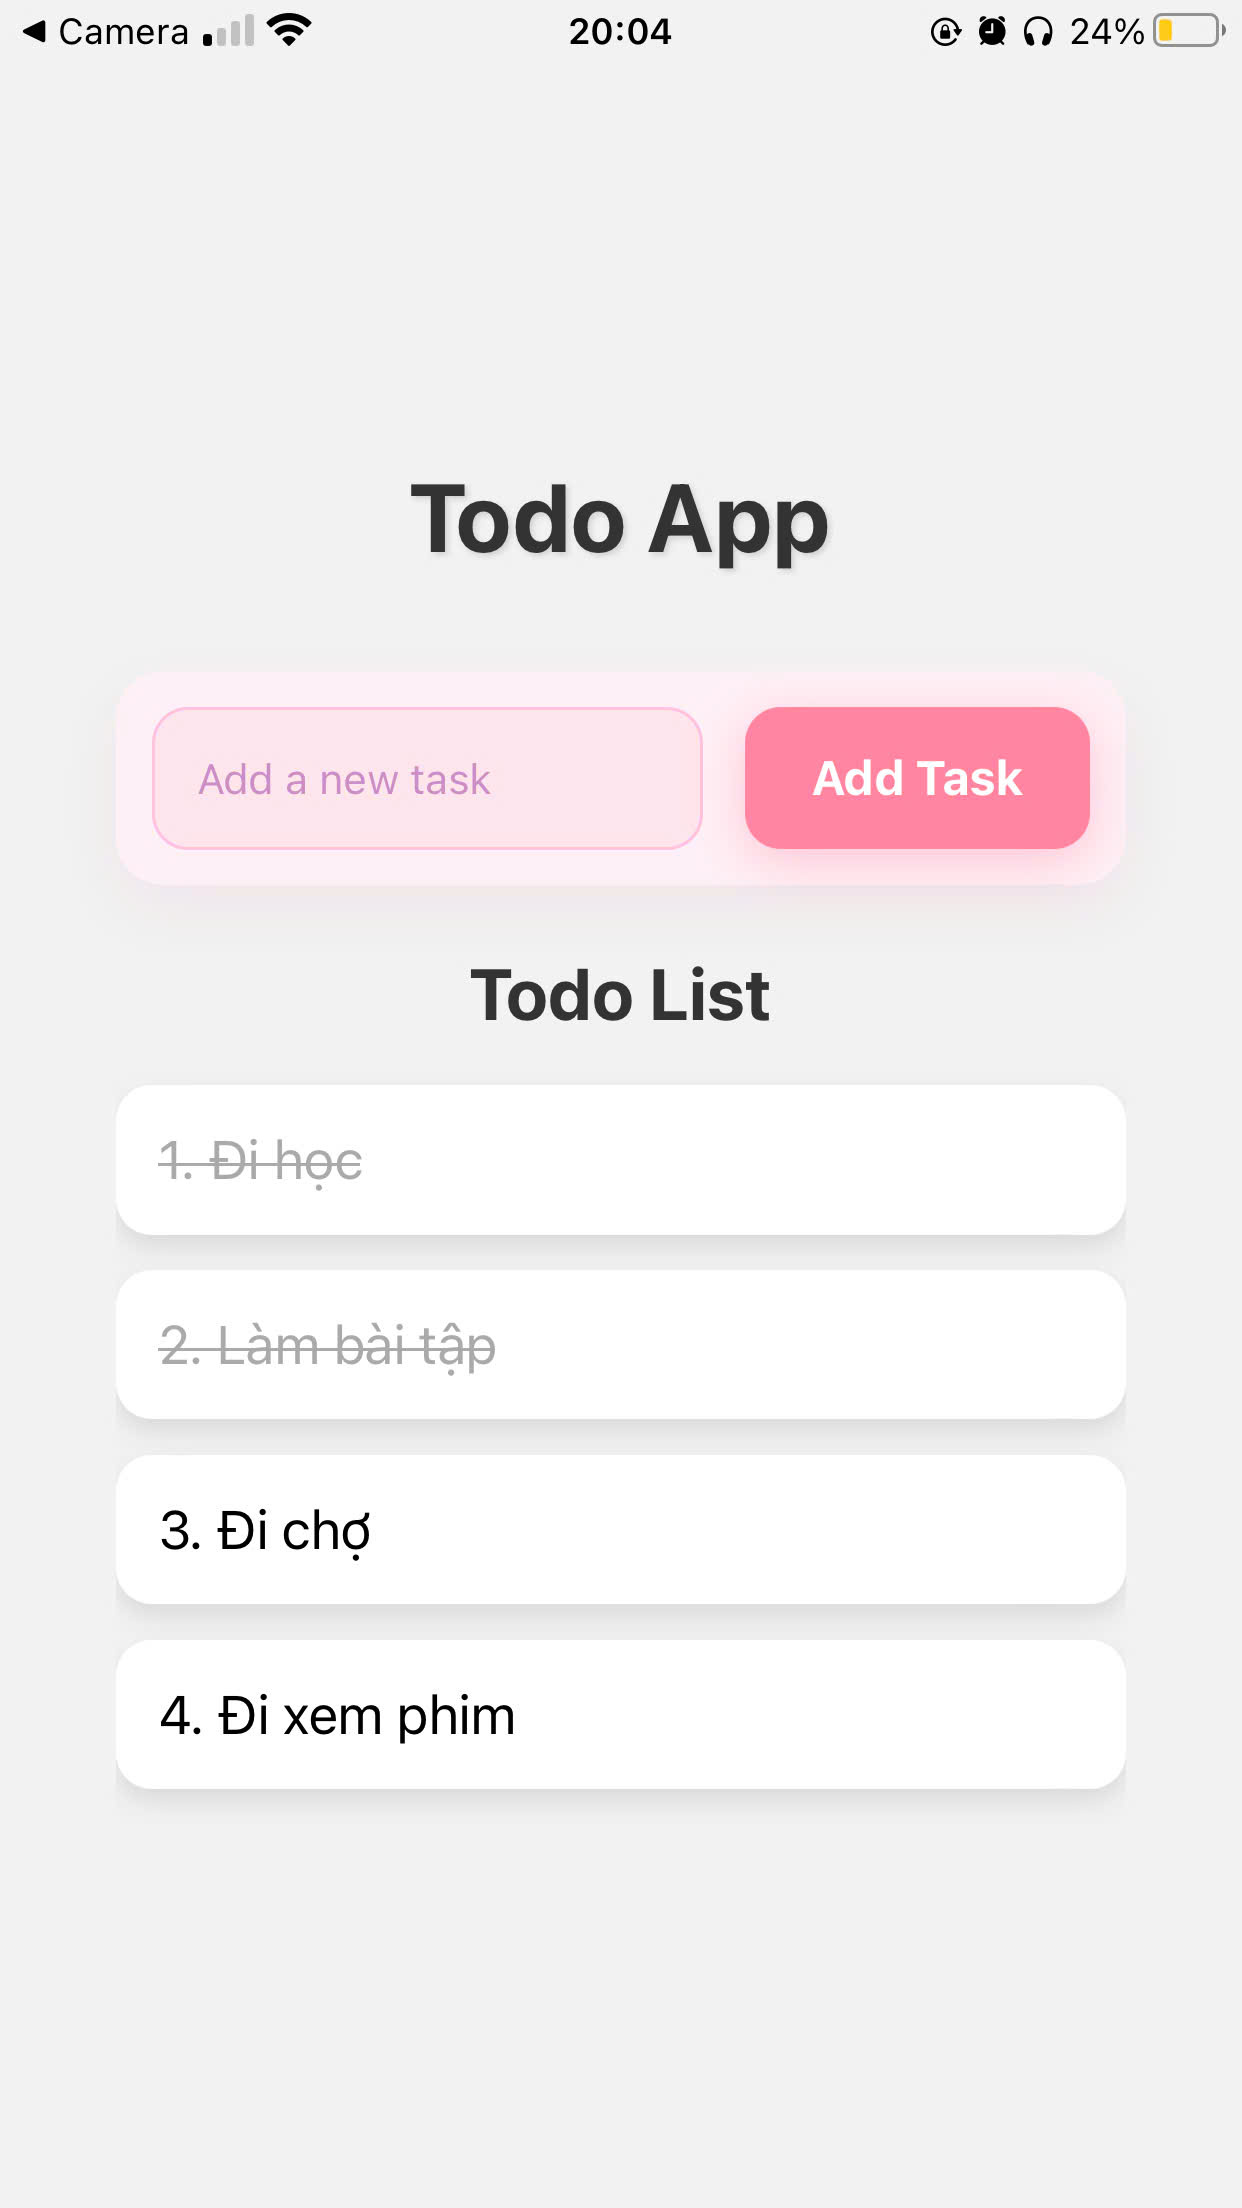 Camera 20:04 24%
Todo App
Add a new task Add Task
Todo List
1. Đi học
2. Làm bài tập
3. Đi chợ
4. Đi xem phim